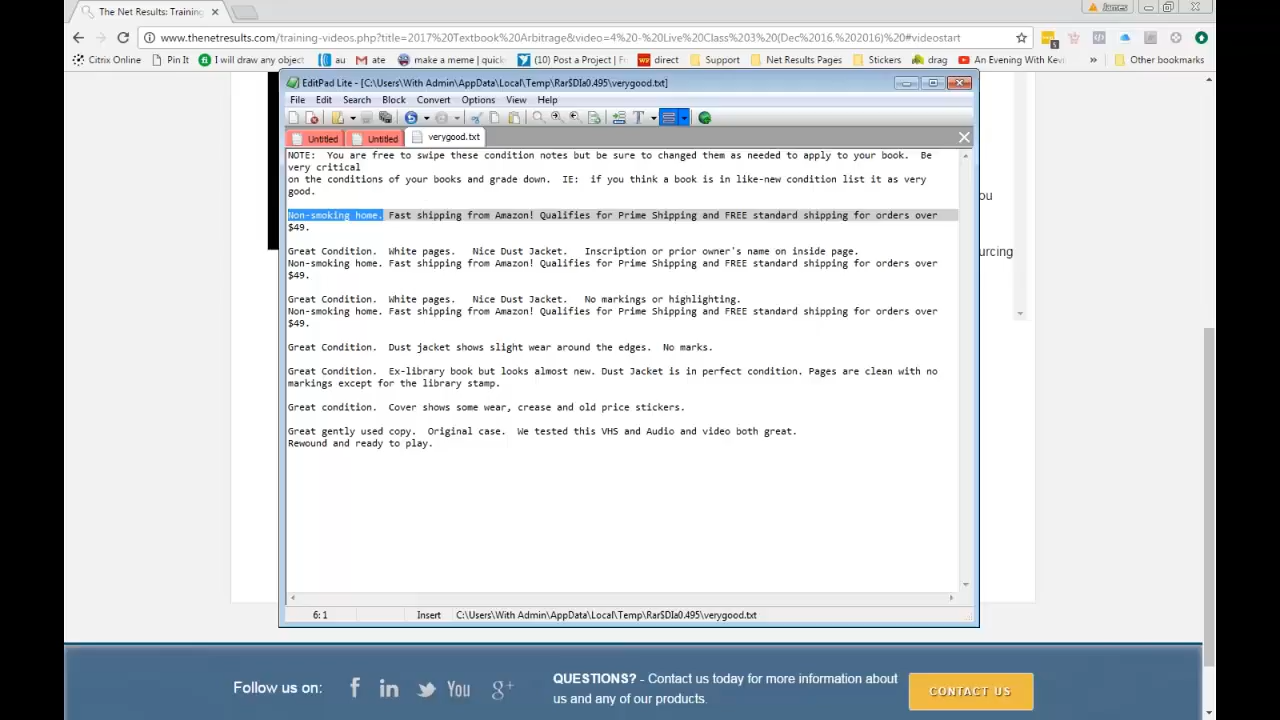 The Net Results: Training
James
www.thenetresults.com/training-videos.php?title=2017%20Textbook%20Arbitrage&video=4%20-%20Live%20Class%203%20(Dec%2016.%202016)%20#videostart
Citrix Online Pin It I will draw any object au ate make a meme | quick (10) Post a Project | Fr direct Support Net Results Pages Stickers drag An Evening With Kevi » Other bookmarks
EditPad Lite - [C:\Users\With Admin\AppData\Local\Temp\Rar$DIa0.495\verygood.txt]
File Edit Search Block Convert Options View Help
Untitled Untitled verygood.txt
NOTE: You are free to swipe these condition notes but be sure to changed them as needed to apply to your book. Be
very critical
on the conditions of your books and grade down. IE: if you think a book is in like-new condition list it as very
good.
ou
Non-smoking home. Fast shipping from Amazon! Qualifies for Prime Shipping and FREE standard shipping for orders over
$49.
Great Condition. White pages. Nice Dust Jacket. Inscription or prior owner's name on inside page.
urcing
Non-smoking home. Fast shipping from Amazon! Qualifies for Prime Shipping and FREE standard shipping for orders over
$49.
Great Condition. White pages. Nice Dust Jacket. No markings or highlighting.
Non-smoking home. Fast shipping from Amazon! Qualifies for Prime Shipping and FREE standard shipping for orders over
$49.
Great Condition. Dust jacket shows slight wear around the edges. No marks.
Great Condition. Ex-library book but looks almost new. Dust Jacket is in perfect condition. Pages are clean with no
markings except for the library stamp.
Great condition. Cover shows some wear, crease and old price stickers.
Great gently used copy. Original case. We tested this VHS and Audio and video both great.
Rewound and ready to play.
6:1 Insert C:\Users\With Admin\AppData\Local\Temp\Rar$DIa0.495\verygood.txt
Follow us on: f in You g+
QUESTIONS? - Contact us today for more information about
us and any of our products.
CONTACT US